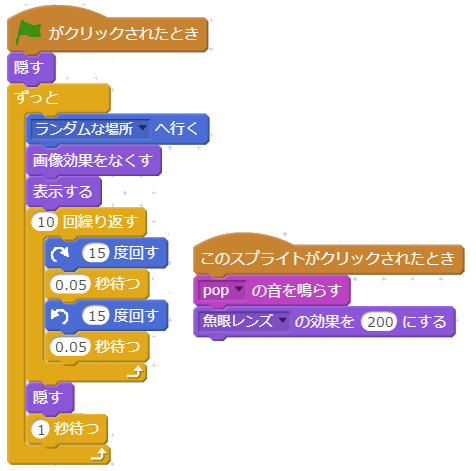 がクリックされたとき
隠す
ずっと
ランダムな場所 へ行く
画像効果をなくす
表示する
10 回繰り返す
15 度回す
0.05 秒待つ
15 度回す
0.05 秒待つ
隠す
1 秒待つ
このスプライトがクリックされたとき
pop の音を鳴らす
魚眼レンズ の効果を 200 にする